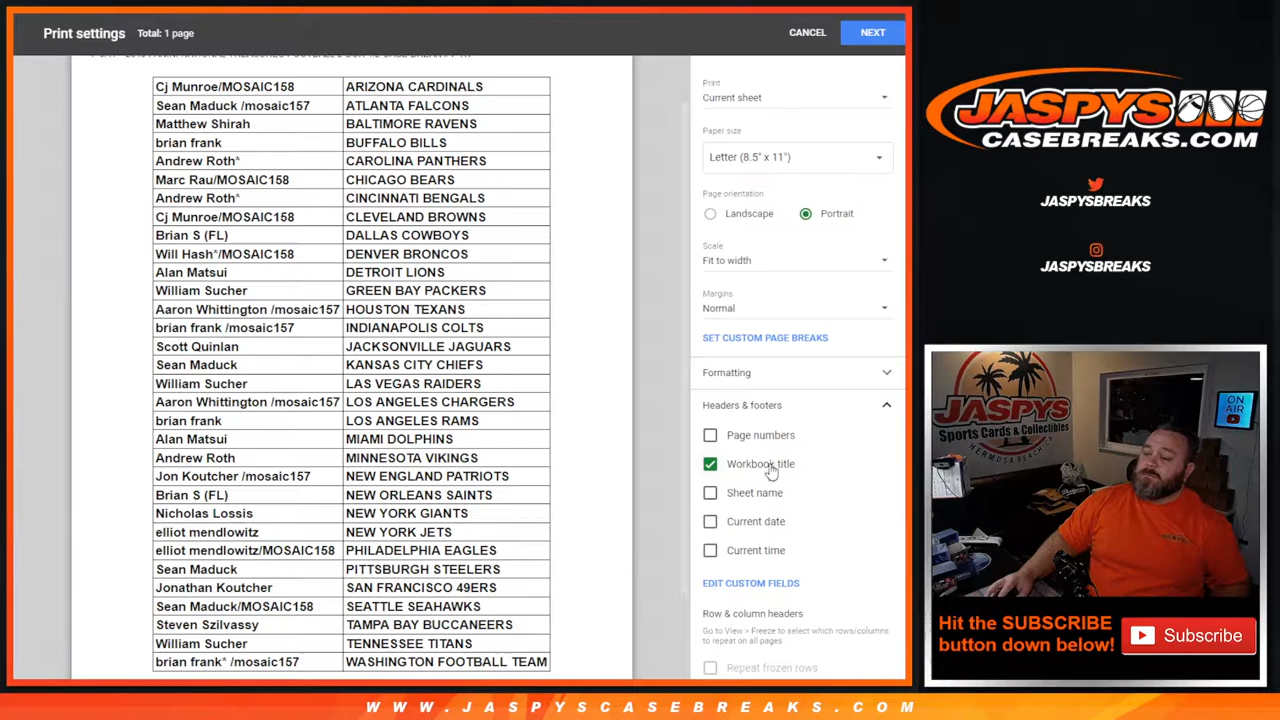 Print settings Total: 1 page CANCEL NEXT
Cj Munroe/MOSAIC158 ARIZONA CARDINALS
Sean Maduck /mosaic157 ATLANTA FALCONS
Matthew Shirah BALTIMORE RAVENS
brian frank BUFFALO BILLS
Andrew Roth* CAROLINA PANTHERS
Marc Rau/MOSAIC158 CHICAGO BEARS
Andrew Roth* CINCINNATI BENGALS
Cj Munroe/MOSAIC158 CLEVELAND BROWNS
Brian S (FL) DALLAS COWBOYS
Will Hash*/MOSAIC158 DENVER BRONCOS
Alan Matsui DETROIT LIONS
William Sucher GREEN BAY PACKERS
Aaron Whittington /mosaic157 HOUSTON TEXANS
brian frank /mosaic157 INDIANAPOLIS COLTS
Scott Quinlan JACKSONVILLE JAGUARS
Sean Maduck KANSAS CITY CHIEFS
William Sucher LAS VEGAS RAIDERS
Aaron Whittington /mosaic157 LOS ANGELES CHARGERS
brian frank LOS ANGELES RAMS
Alan Matsui MIAMI DOLPHINS
Andrew Roth MINNESOTA VIKINGS
Jon Koutcher /mosaic157 NEW ENGLAND PATRIOTS
Brian S (FL) NEW ORLEANS SAINTS
Nicholas Lossis NEW YORK GIANTS
elliot mendlowitz NEW YORK JETS
elliot mendlowitz/MOSAIC158 PHILADELPHIA EAGLES
Sean Maduck PITTSBURGH STEELERS
Jonathan Koutcher SAN FRANCISCO 49ERS
Sean Maduck/MOSAIC158 SEATTLE SEAHAWKS
Steven Szilvassy TAMPA BAY BUCCANEERS
William Sucher TENNESSEE TITANS
brian frank* /mosaic157 WASHINGTON FOOTBALL TEAM
Print
Current sheet
Paper size
Letter (8.5" x 11")
Page orientation
Landscape Portrait
Scale
Fit to width
Margins
Normal
SET CUSTOM PAGE BREAKS
Formatting
Headers & footers
Page numbers
Workbook title
Sheet name
Current date
Current time
EDIT CUSTOM FIELDS
Row & column headers
Go to View > Freeze to select which rows/columns
to repeat on all pages
Repeat frozen rows
JASPYS
CASEBREAKS.COM
JASPYSBREAKS
JASPYSBREAKS
JASPYS
Sports Cards & Collectibles
HERMOSA BEACH CA
ON
AIR
Hit the SUBSCRIBE
button down below!
Subscribe
WWW.JASPYSCASEBREAKS.COM